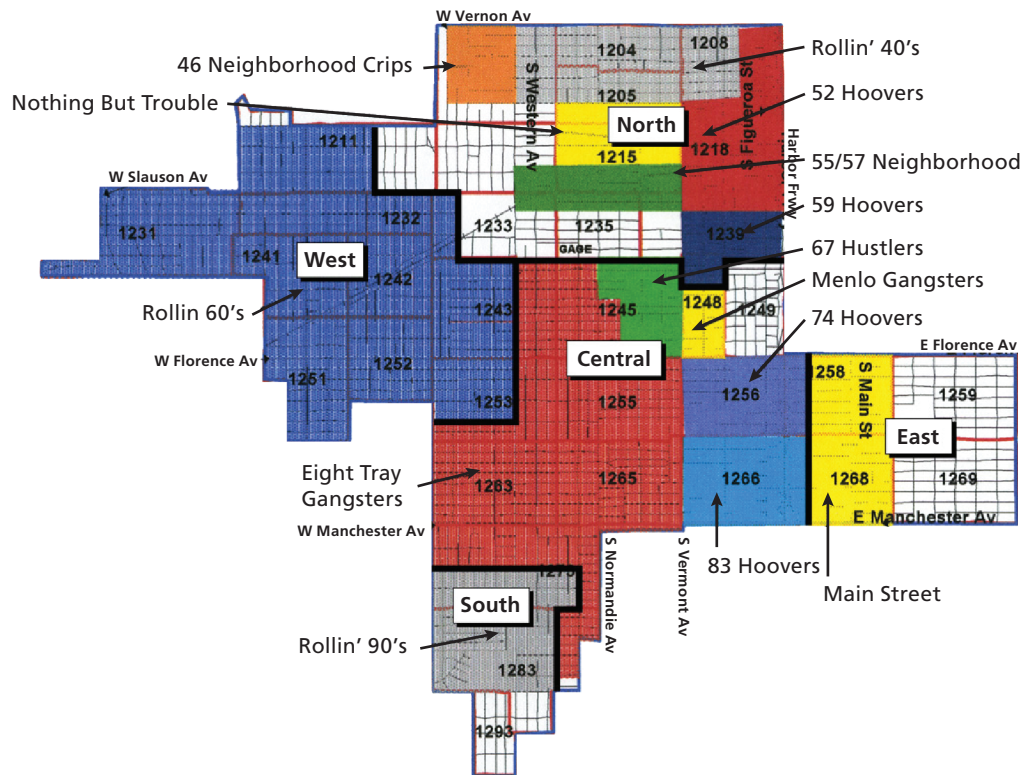 W Vernon Av
1204
1208
Rollin' 40's
46 Neighborhood Crips
S Western Av
S Figueroa St
Nothing But Trouble
1205
52 Hoovers
North
Harbor Frwy
1211
1215
1218
55/57 Neighborhood
W Slauson Av
1232
1233
1235
59 Hoovers
1231
1239
GAGE
1241
West
1242
67 Hustlers
Menlo Gangsters
Rollin 60's
1243
1245
1248
1249
74 Hoovers
W Florence Av
Central
E Florence Av
1251
1252
1253
1255
1256
1258
S Main St
1259
East
Eight Tray
Gangsters
1263
1265
1266
1268
1269
W Manchester Av
E Manchester Av
S Normandie Av
S Vermont Av
83 Hoovers
Main Street
South
Rollin' 90's
1283
1293